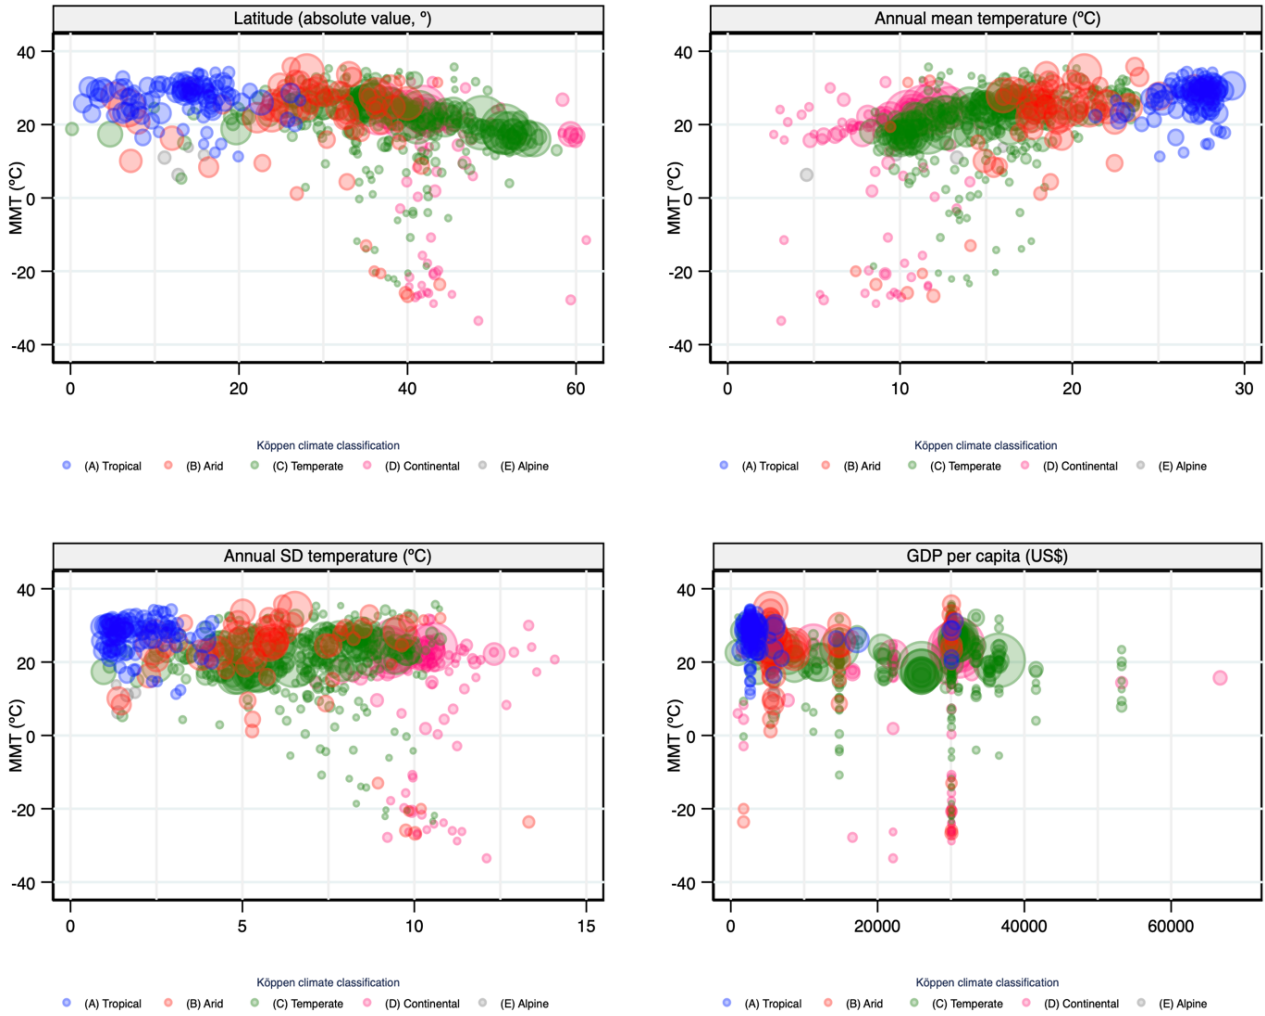 Latitude (absolute value, º)
40
20
0
-20
-40
MMT (ºC)
0 20 40 60
Köppen climate classification
(A) Tropical (B) Arid (C) Temperate (D) Continental (E) Alpine
Annual mean temperature (ºC)
40
20
0
-20
-40
MMT (ºC)
0 10 20 30
Köppen climate classification
(A) Tropical (B) Arid (C) Temperate (D) Continental (E) Alpine
Annual SD temperature (ºC)
40
20
0
-20
-40
MMT (ºC)
0 5 10 15
Köppen climate classification
(A) Tropical (B) Arid (C) Temperate (D) Continental (E) Alpine
GDP per capita (US$)
40
20
0
-20
-40
MMT (ºC)
0 20000 40000 60000
Köppen climate classification
(A) Tropical (B) Arid (C) Temperate (D) Continental (E) Alpine